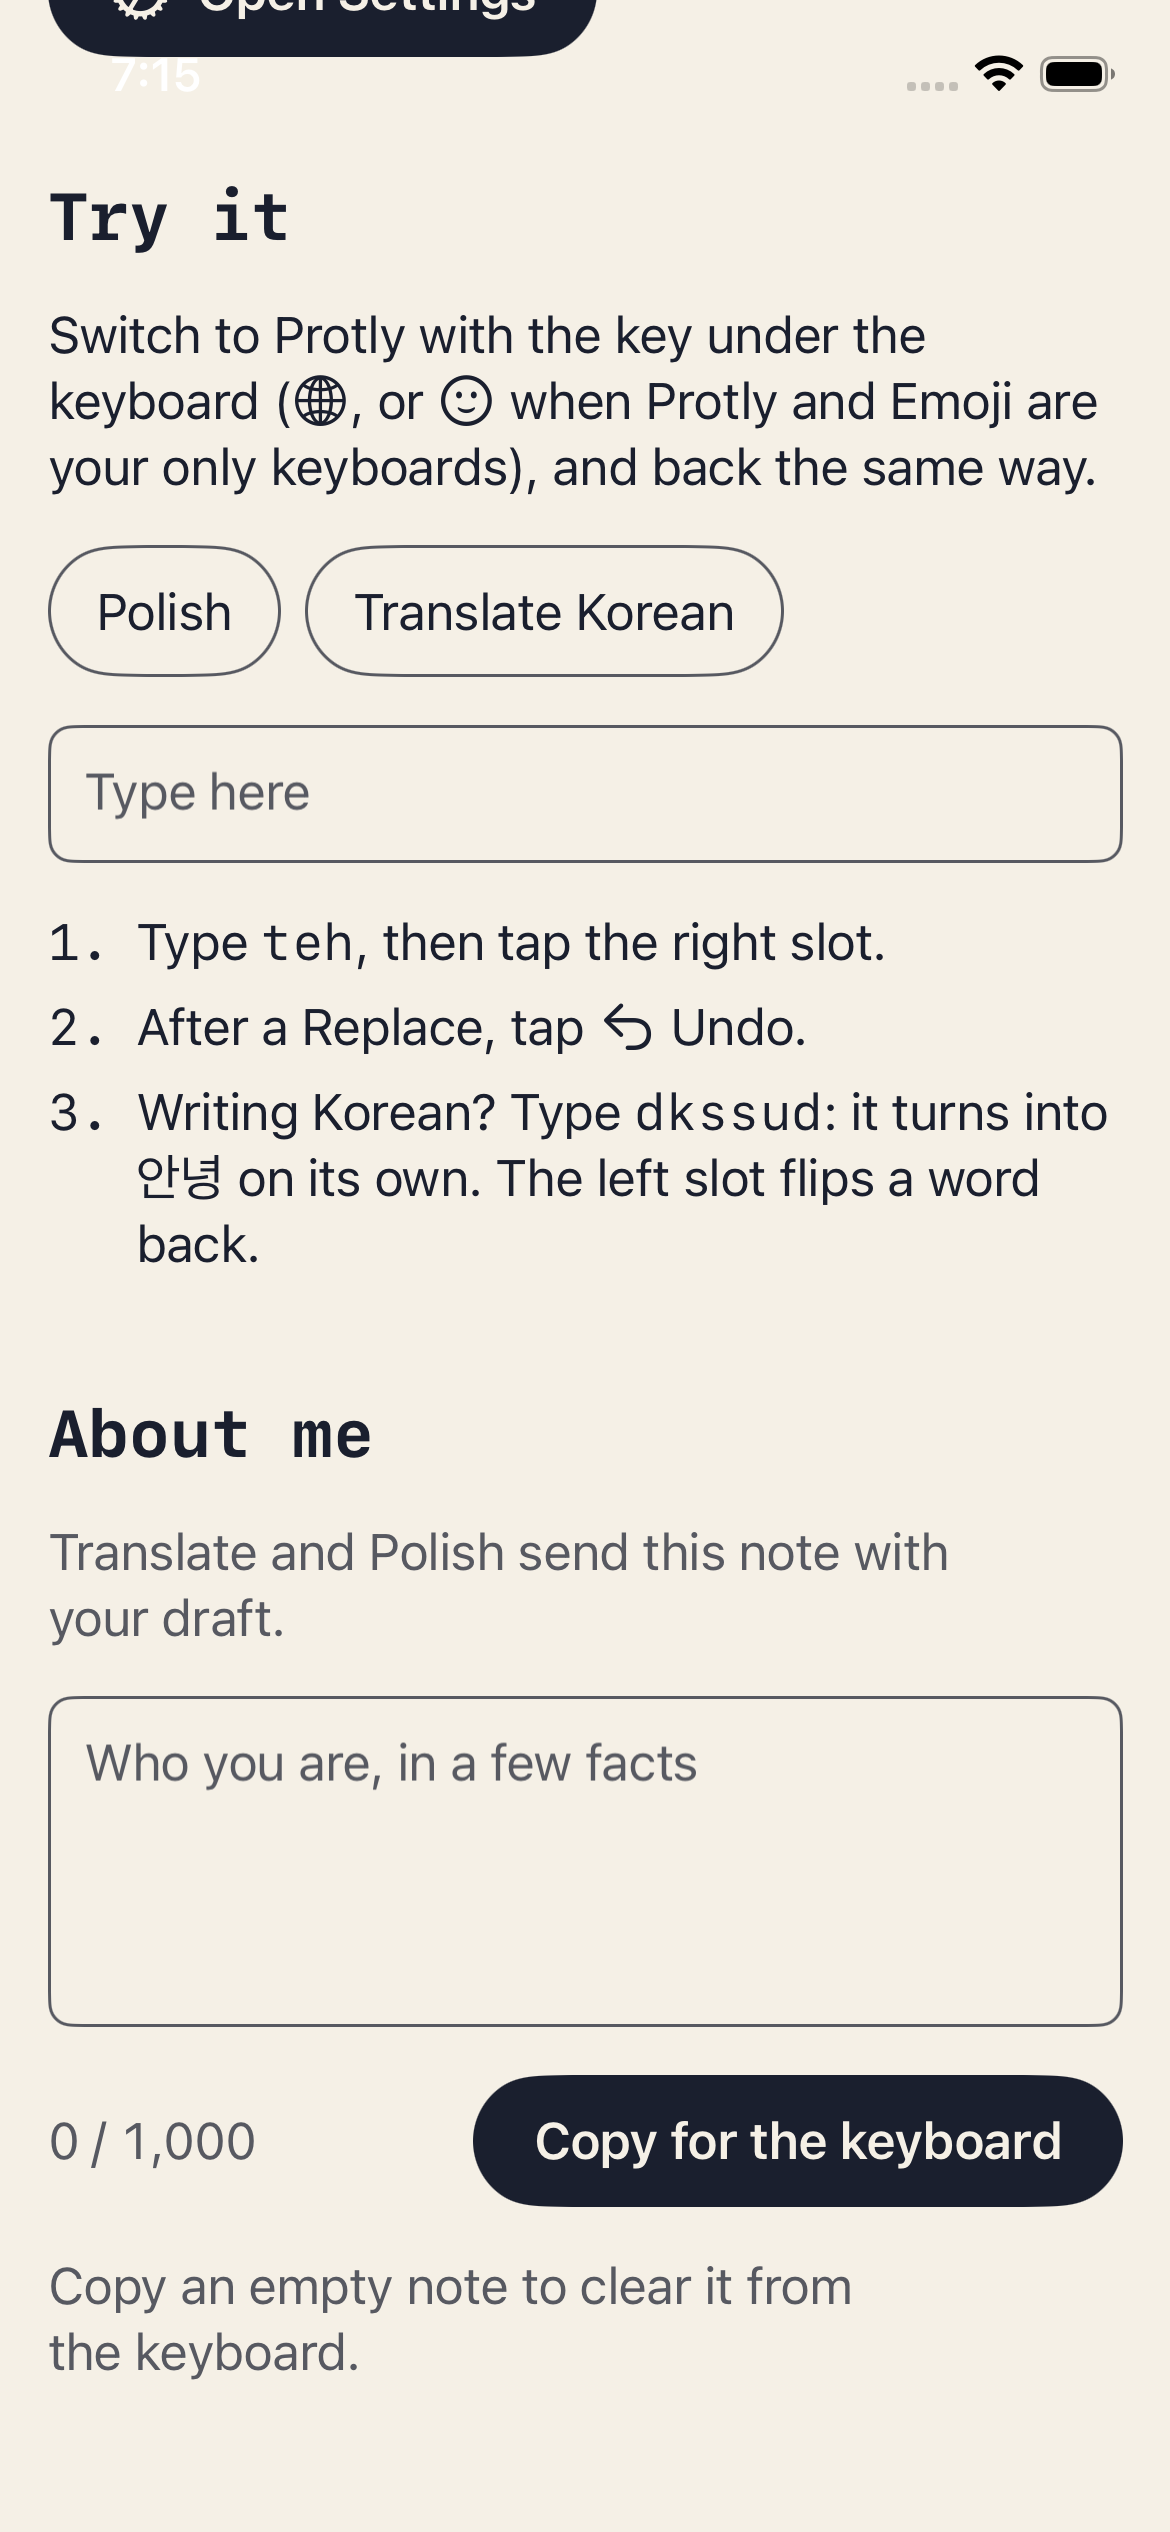 Open Settings
7:15
Try it
Switch to Protly with the key under the
keyboard (🌐, or ☺ when Protly and Emoji are
your only keyboards), and back the same way.
Polish
Translate Korean
Type here
1. Type teh, then tap the right slot.
2. After a Replace, tap ↩ Undo.
3. Writing Korean? Type dkssud: it turns into
안녕 on its own. The left slot flips a word
back.
About me
Translate and Polish send this note with
your draft.
Who you are, in a few facts
0 / 1,000
Copy for the keyboard
Copy an empty note to clear it from
the keyboard.